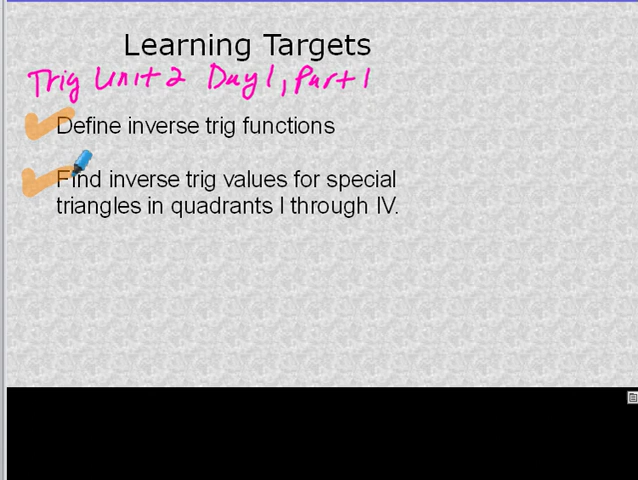 Learning Targets
Trig Unit 2 Day 1, Part 1
Define inverse trig functions
Find inverse trig values for special
triangles in quadrants I through IV.